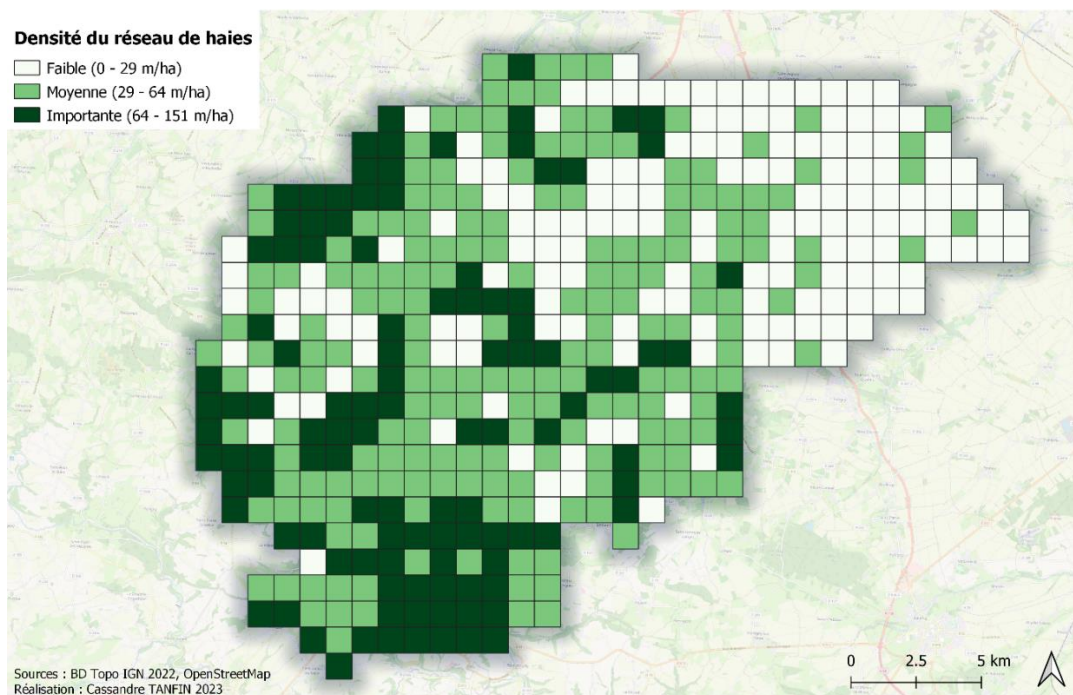 Densité du réseau de haies
Faible (0 - 29 m/ha)
Moyenne (29 - 64 m/ha)
Importante (64 - 151 m/ha)
Sources : BD Topo IGN 2022, OpenStreetMap
Réalisation : Cassandre TANFIN 2023
0 2.5 5 km